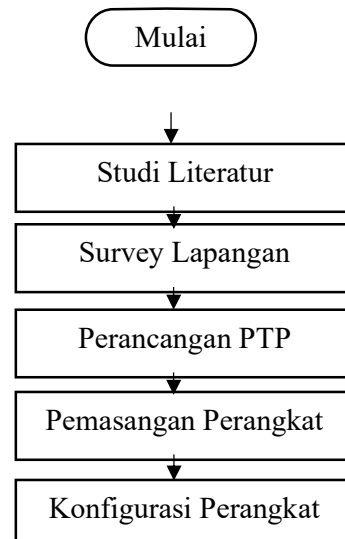 Mulai
Studi Literatur
Survey Lapangan
Perancangan PTP
Pemasangan Perangkat
Konfigurasi Perangkat